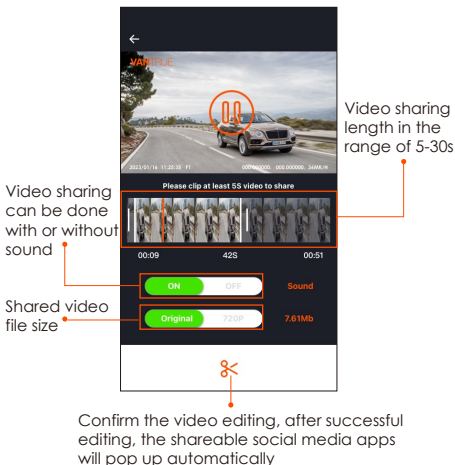 ←
VANTRUE
2023/01/16 11:20:35 F1 000.000000. 000.000000. 34MK/H
Video sharing
length in the
range of 5-30s
Please clip at least 5S video to share
Video sharing
can be done
with or without
sound
00:09 42S 00:51
ON OFF Sound
Shared video
file size
Original 720P 7.61Mb
Confirm the video editing, after successful
editing, the shareable social media apps
will pop up automatically